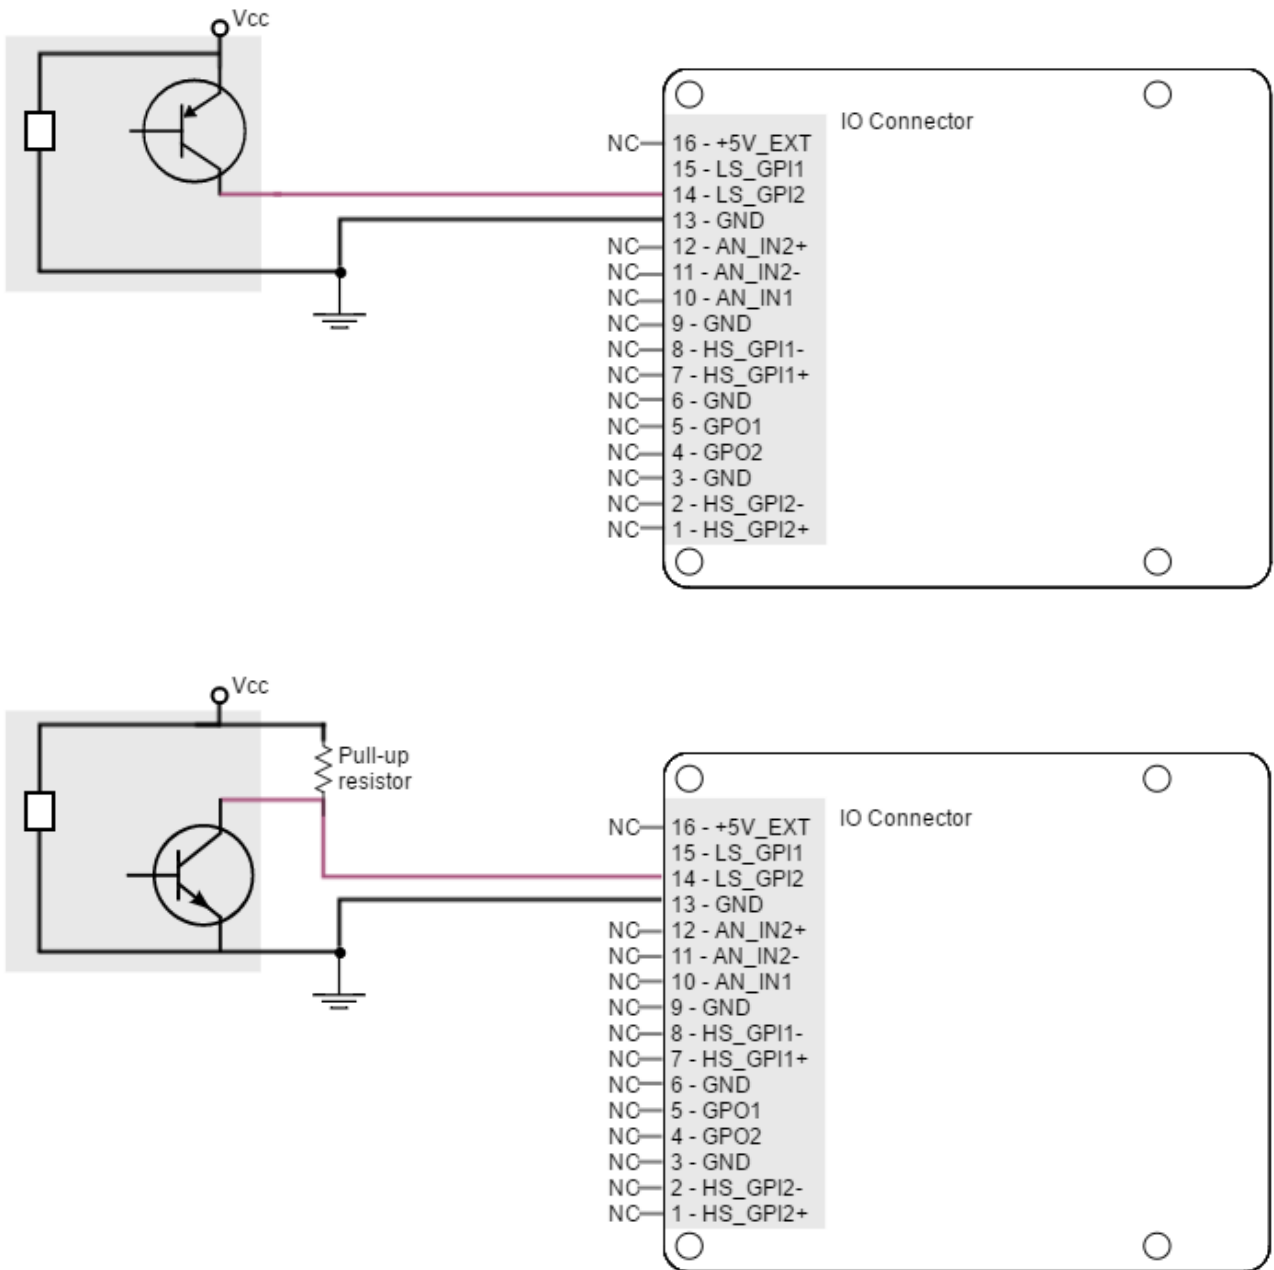 Vcc
IO Connector
NC 16 - +5V_EXT
15 - LS_GPI1
14 - LS_GPI2
13 - GND
NC 12 - AN_IN2+
NC 11 - AN_IN2-
NC 10 - AN_IN1
NC 9 - GND
NC 8 - HS_GPI1-
NC 7 - HS_GPI1+
NC 6 - GND
NC 5 - GPO1
NC 4 - GPO2
NC 3 - GND
NC 2 - HS_GPI2-
NC 1 - HS_GPI2+
Vcc
Pull-up
resistor
IO Connector
NC 16 - +5V_EXT
15 - LS_GPI1
14 - LS_GPI2
13 - GND
NC 12 - AN_IN2+
NC 11 - AN_IN2-
NC 10 - AN_IN1
NC 9 - GND
NC 8 - HS_GPI1-
NC 7 - HS_GPI1+
NC 6 - GND
NC 5 - GPO1
NC 4 - GPO2
NC 3 - GND
NC 2 - HS_GPI2-
NC 1 - HS_GPI2+